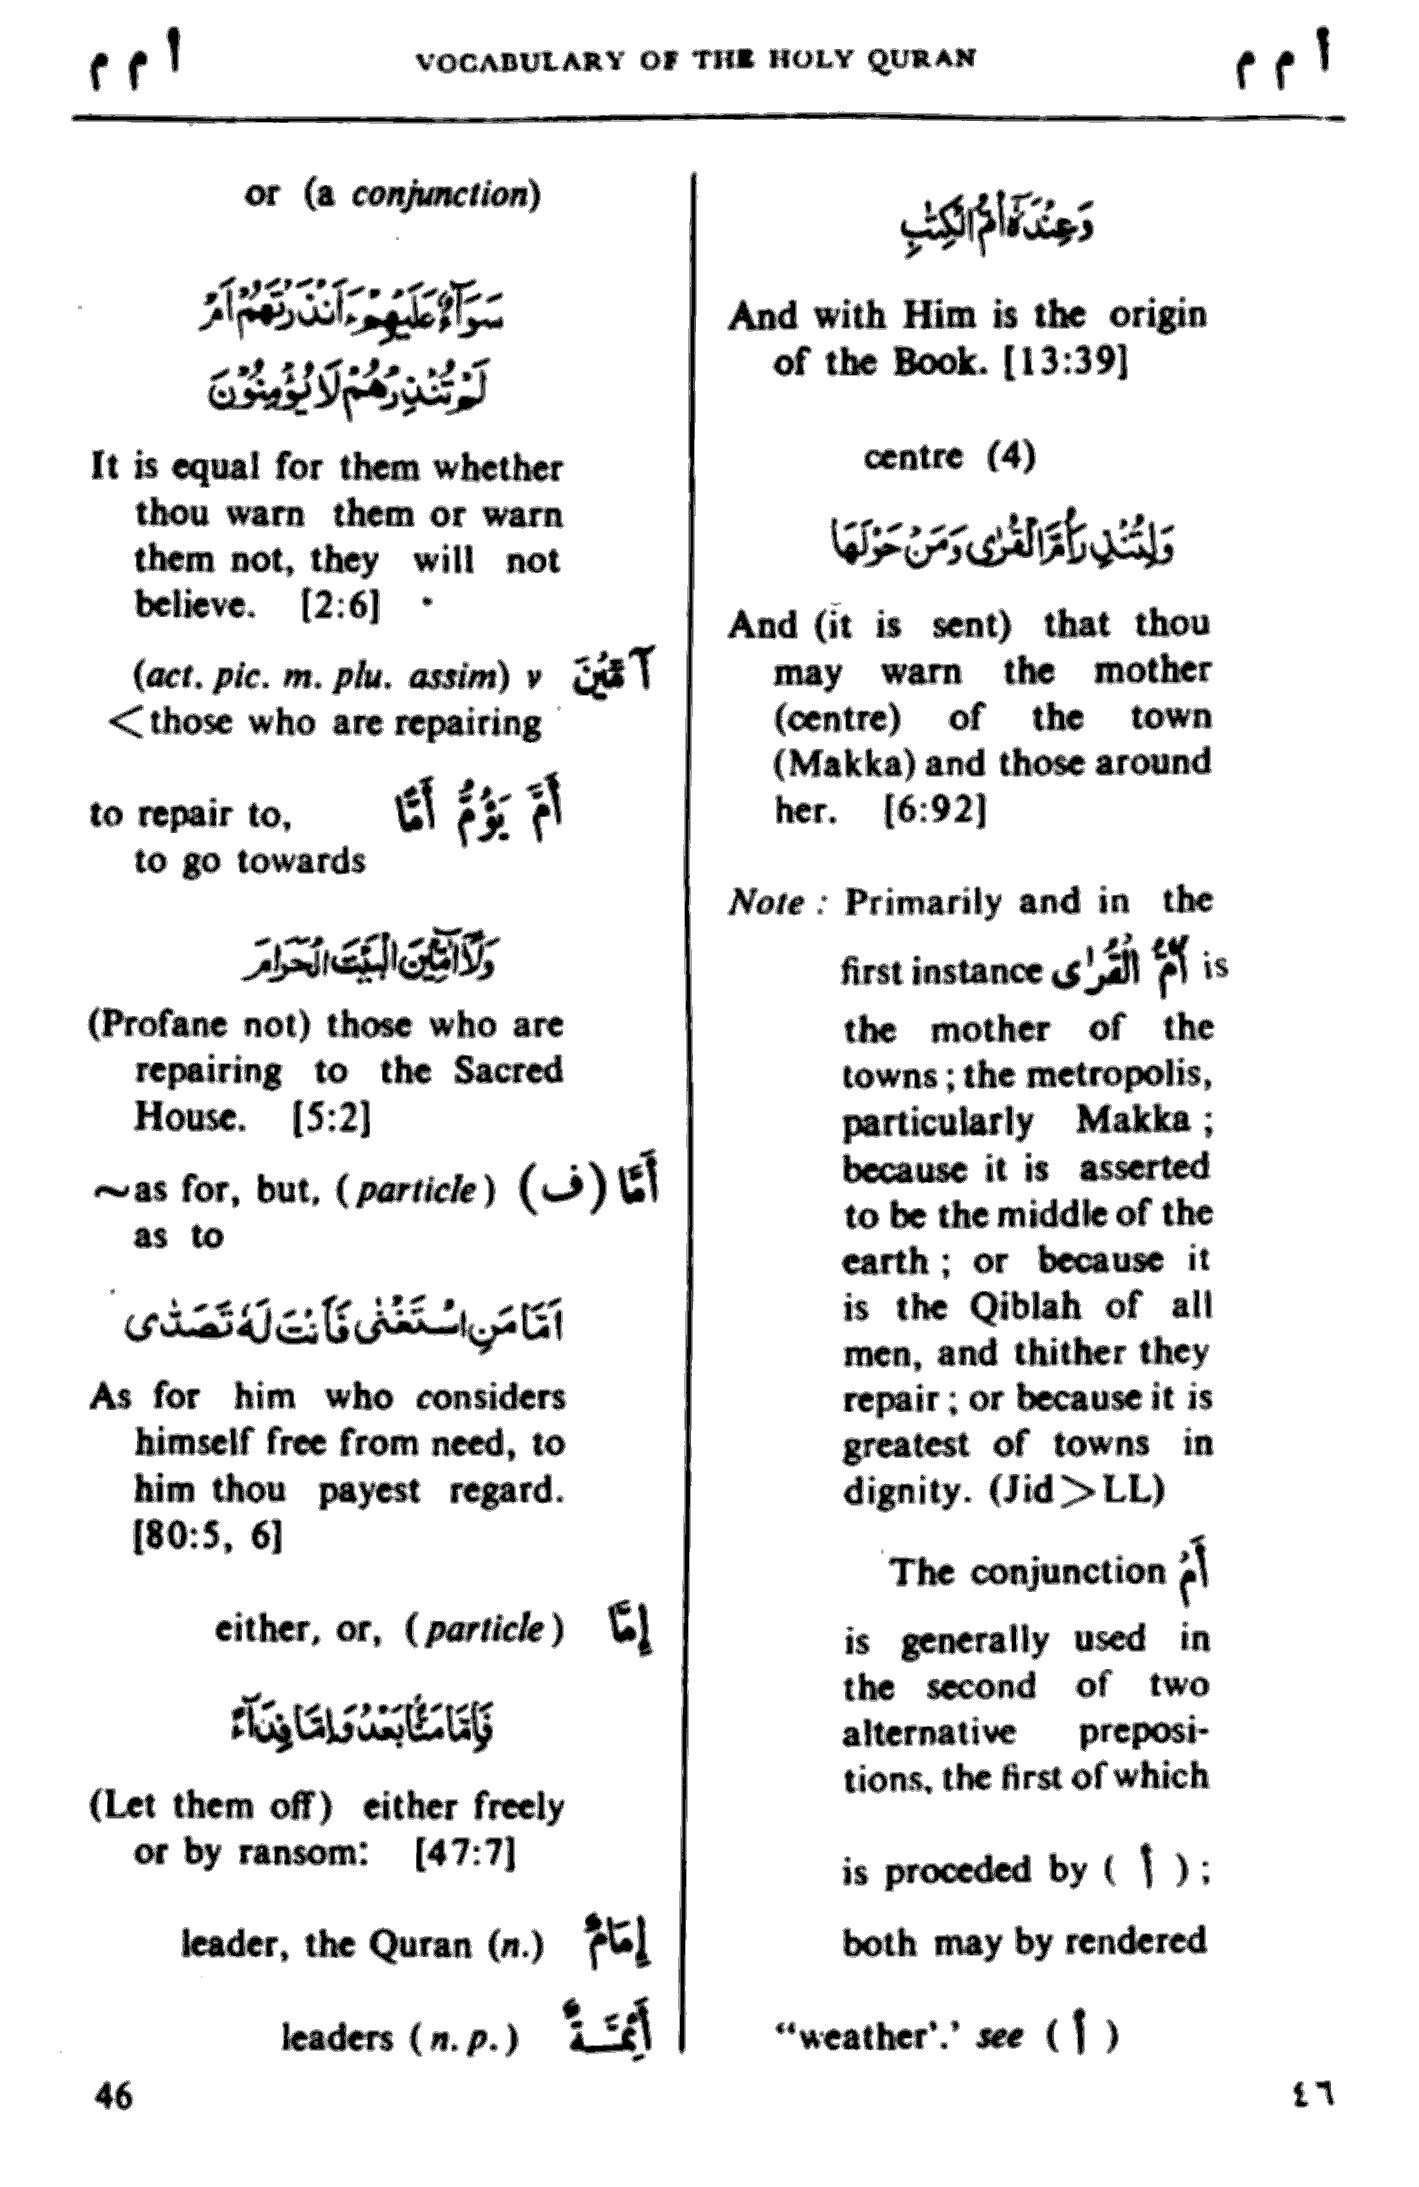 أ م م
VOCABULARY OF THE HOLY QURAN
أ م م
وَعِنْدَهٗٓ اُمُّ الْكِتٰبِ
And with Him is the origin
of the Book. [13:39]
centre (4)
وَلِتُنْذِرَ اُمَّ الْقُرٰى وَمَنْ حَوْلَهَا
And (it is sent) that thou
may warn the mother
(centre) of the town
(Makka) and those around
her. [6:92]
Note : Primarily and in the
first instance أُمُّ الْقُرٰى is
the mother of the
towns ; the metropolis,
particularly Makka ;
because it is asserted
to be the middle of the
earth ; or because it
is the Qiblah of all
men, and thither they
repair ; or because it is
greatest of towns in
dignity. (Jid > LL)
The conjunction أَمْ
is generally used in
the second of two
alternative preposi-
tions, the first of which
is proceded by ( أ ) ;
both may by rendered
"weather'.' see ( أ )
or (a conjunction)
سَوَآءٌ عَلَيْهِمْ ءَاَنْذَرْتَهُمْ اَمْ
لَمْ تُنْذِرْهُمْ لَا يُؤْمِنُوْنَ
It is equal for them whether
thou warn them or warn
them not, they will not
believe. [2:6]
(act. pic. m. plu. assim) v آمِّيْنَ
<those who are repairing
to repair to, أَمَّ يَؤُمُّ أَمًّا
to go towards
وَلَآ آٰمِّيْنَ الْبَيْتَ الْحَرَامَ
(Profane not) those who are
repairing to the Sacred
House. [5:2]
~as for, but, (particle) أَمَّا (ف)
as to
اَمَّا مَنِ اسْتَغْنٰى فَاَنْتَ لَهٗ تَصَدّٰى
As for him who considers
himself free from need, to
him thou payest regard.
[80:5, 6]
either, or, (particle) إِمَّا
فَاِمَّا مَنًّا بَعْدُ وَاِمَّا فِدَآءً
(Let them off) either freely
or by ransom: [47:7]
leader, the Quran (n.) إِمَامٌ
leaders (n. p.) أَئِمَّةٌ
46
٤٦